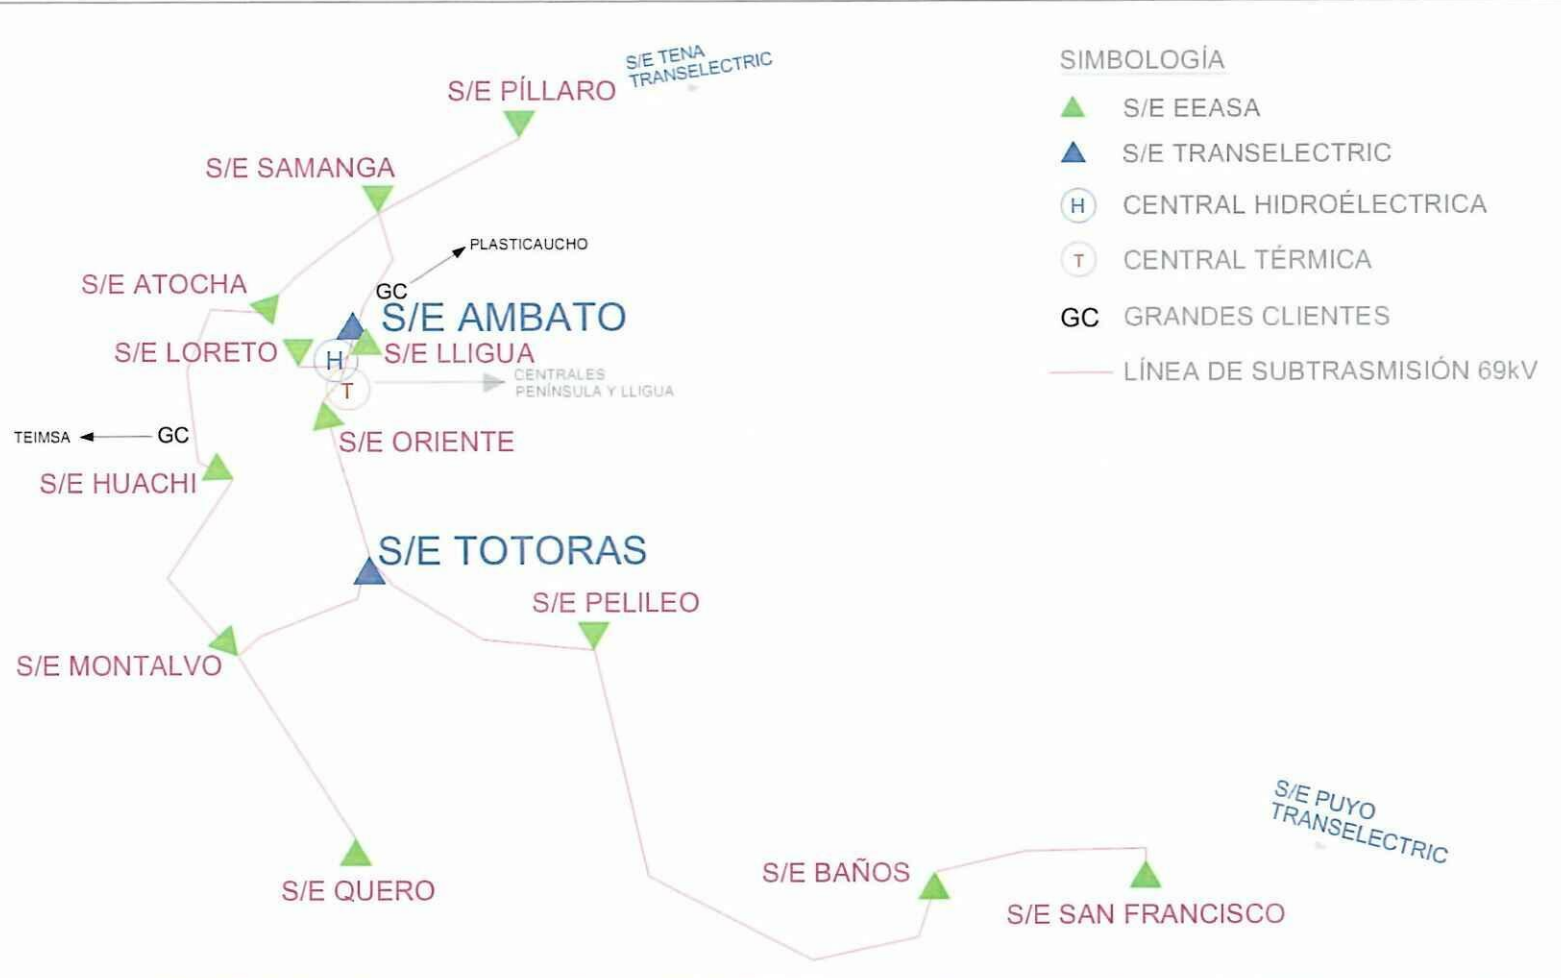 S/E TENA
TRANSELECTRIC
S/E PÍLLARO
S/E SAMANGA
PLASTICAUCHO
S/E ATOCHA
GC
S/E AMBATO
S/E LORETO
H
S/E LLIGUA
T
CENTRALES
PENÍNSULA Y LLIGUA
TEIMSA
GC
S/E ORIENTE
S/E HUACHI
S/E TOTORAS
S/E PELILEO
S/E MONTALVO
S/E QUERO
S/E BAÑOS
S/E SAN FRANCISCO
S/E PUYO
TRANSELECTRIC
SIMBOLOGÍA
S/E EEASA
S/E TRANSELECTRIC
H CENTRAL HIDROÉLECTRICA
T CENTRAL TÉRMICA
GC GRANDES CLIENTES
LÍNEA DE SUBTRASMISIÓN 69kV